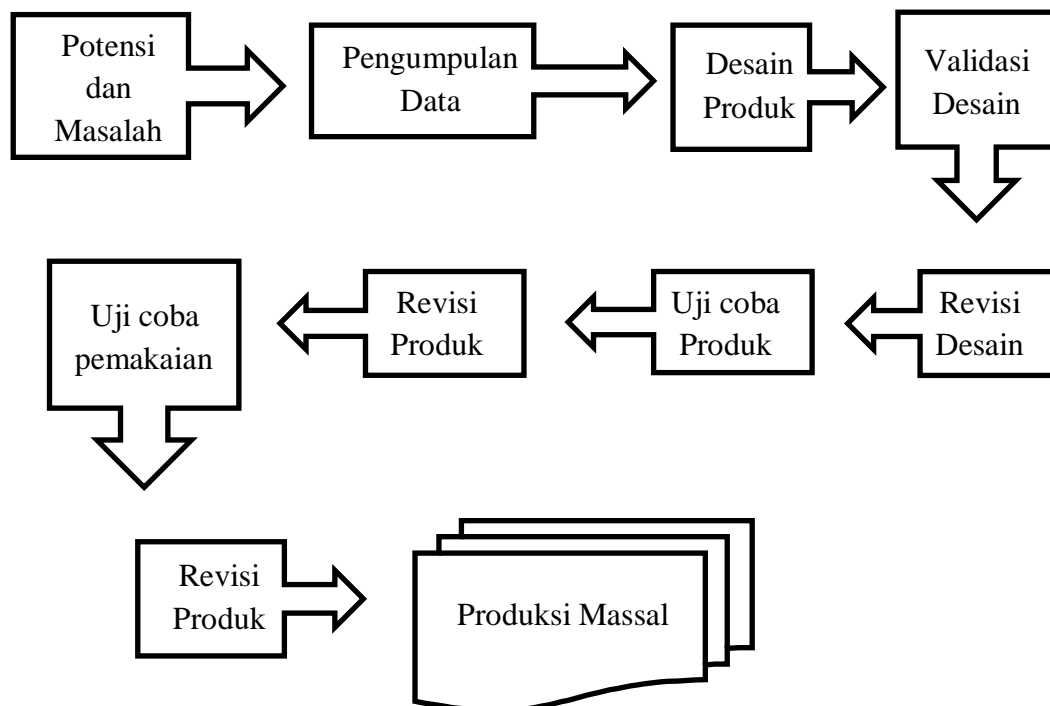 Potensi
dan
Masalah
Pengumpulan
Data
Desain
Produk
Validasi
Desain
Revisi
Desain
Uji coba
Produk
Revisi
Produk
Uji coba
pemakaian
Revisi
Produk
Produksi Massal